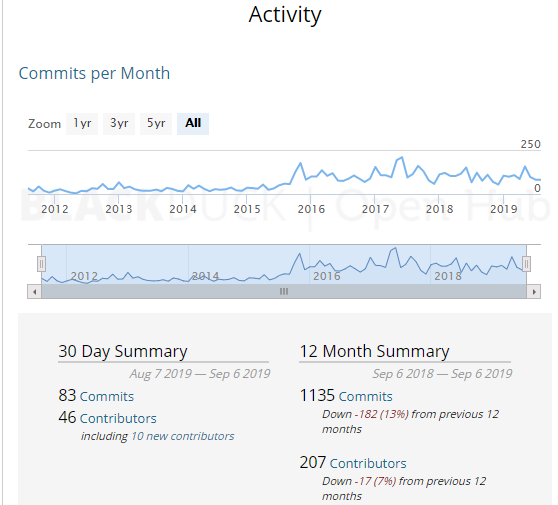 Activity
Commits per Month
Zoom 1yr 3yr 5yr All
250
0
BLACKDUCK | Open Hub
2012 2013 2014 2015 2016 2017 2018 2019
2012 2014 2016 2018
30 Day Summary
Aug 7 2019 — Sep 6 2019
83 Commits
46 Contributors
including 10 new contributors
12 Month Summary
Sep 6 2018 — Sep 6 2019
1135 Commits
Down -182 (13%) from previous 12
months
207 Contributors
Down -17 (7%) from previous 12
months